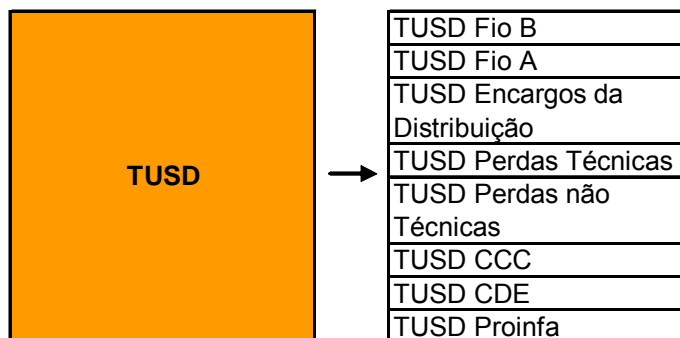 TUSD
TUSD Fio B
TUSD Fio A
TUSD Encargos da
Distribuição
TUSD Perdas Técnicas
TUSD Perdas não
Técnicas
TUSD CCC
TUSD CDE
TUSD Proinfa